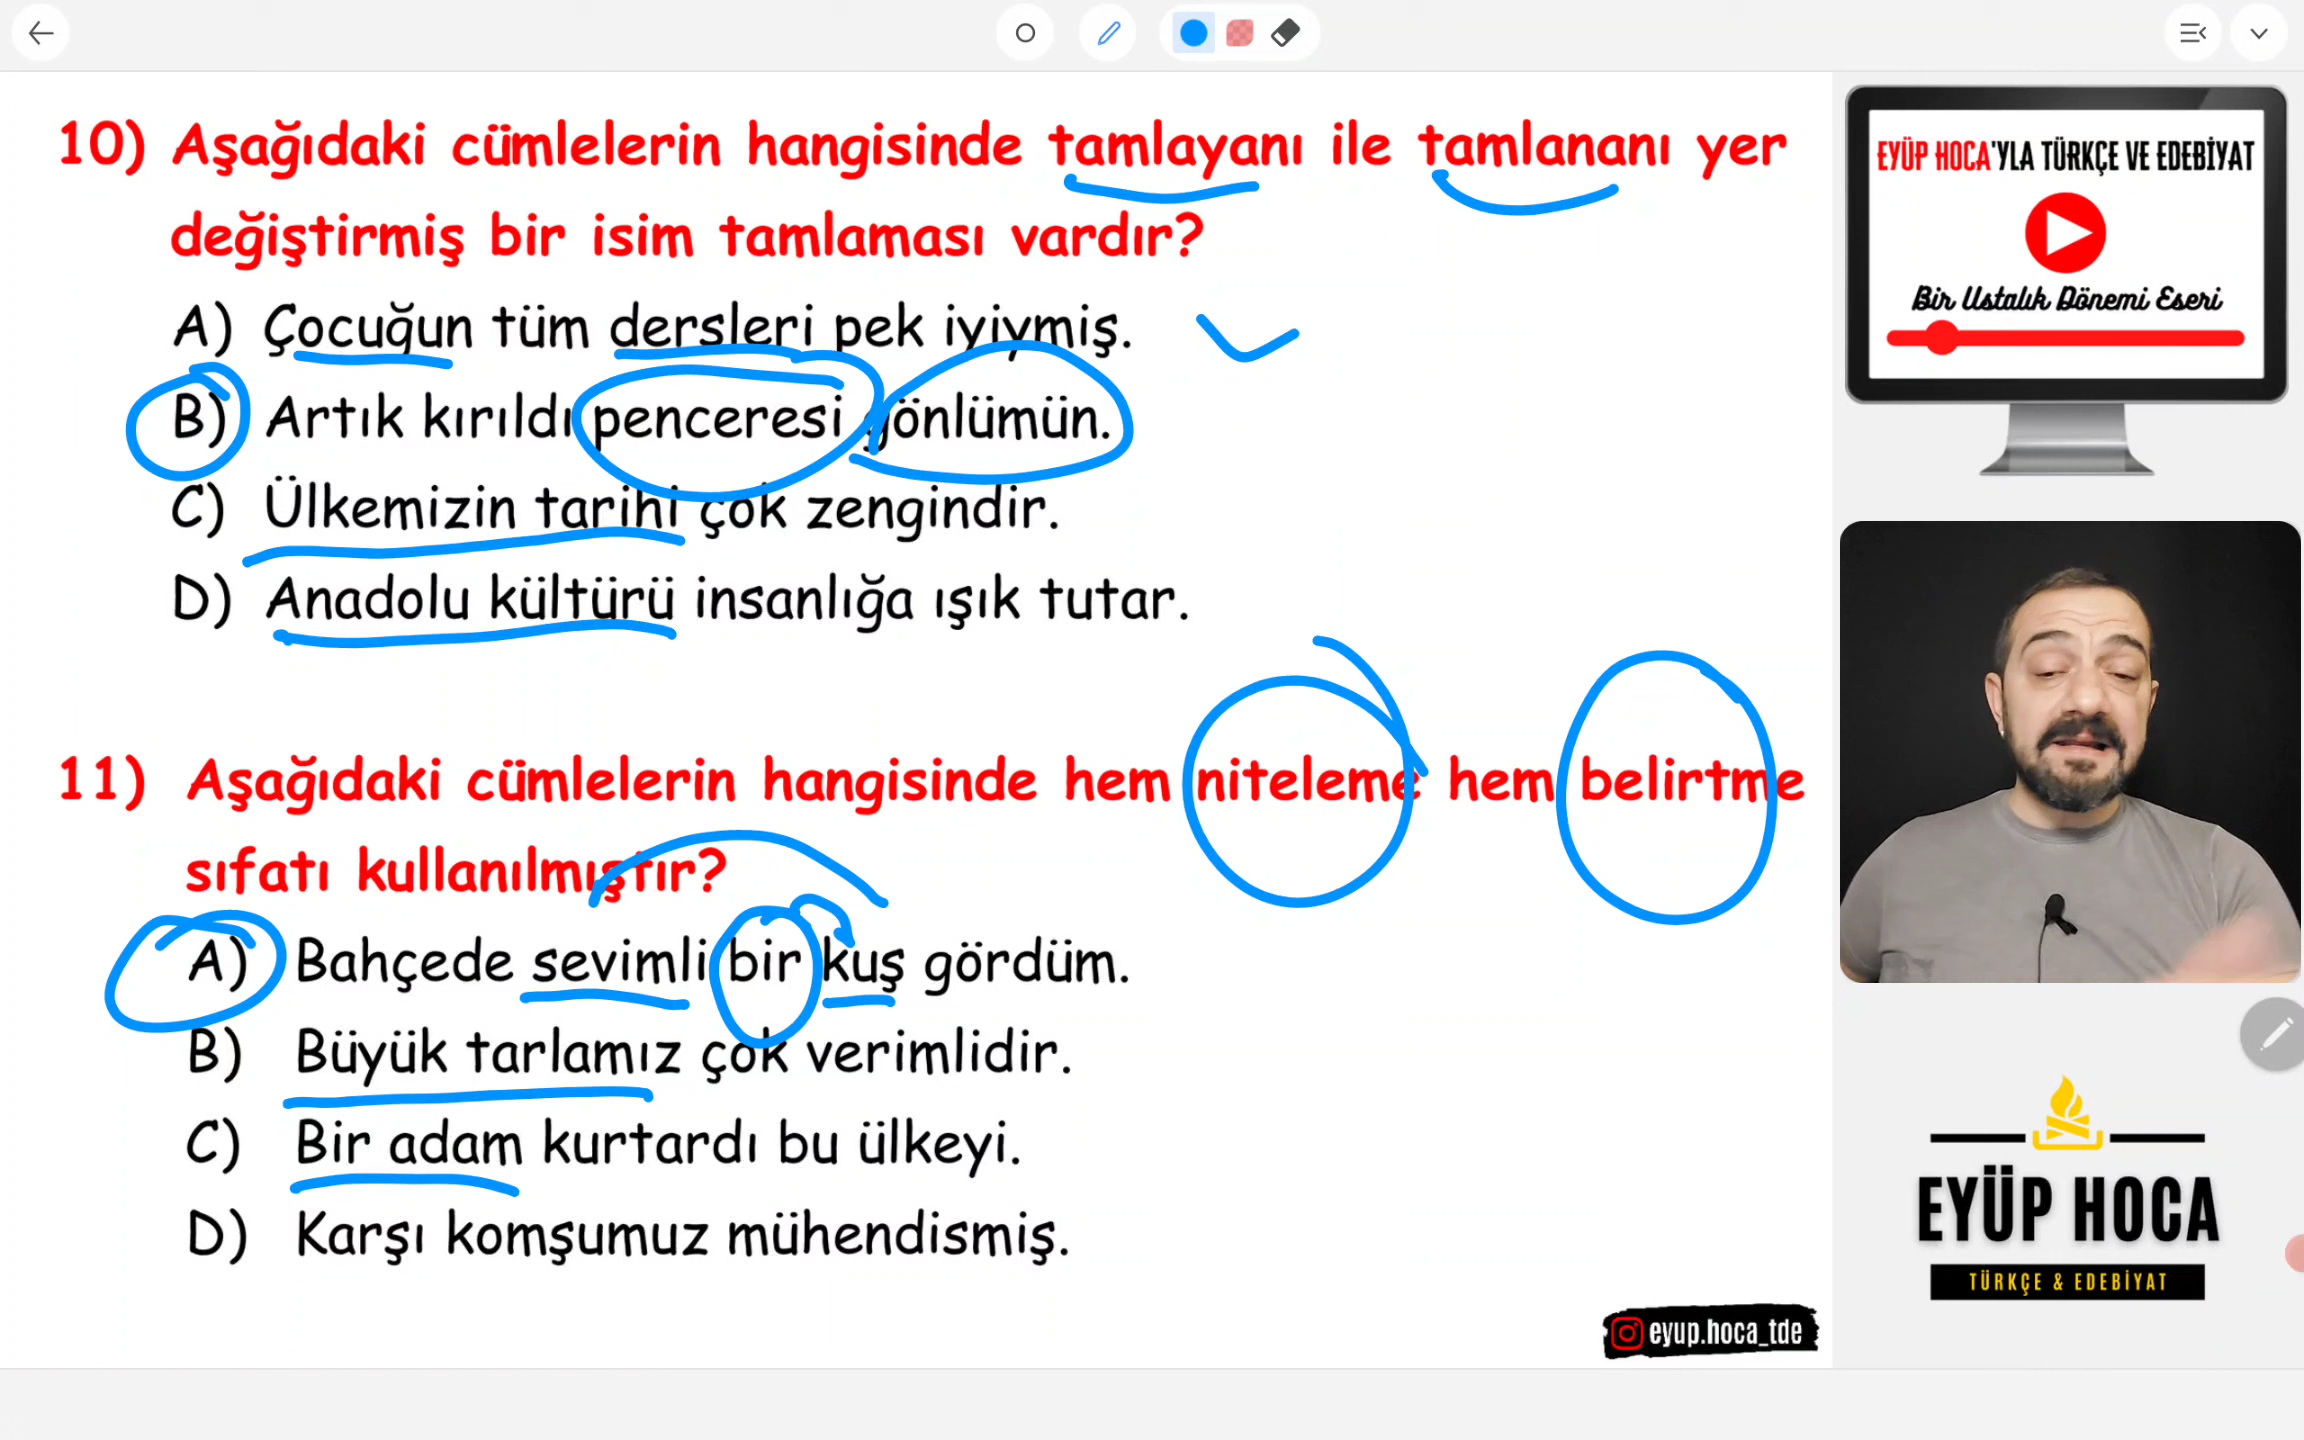 10) Aşağıdaki cümlelerin hangisinde tamlayanı ile tamlananı yer
değiştirmiş bir isim tamlaması vardır?
A) Çocuğun tüm dersleri pek iyiymiş.
B) Artık kırıldı penceresi gönlümün.
C) Ülkemizin tarihi çok zengindir.
D) Anadolu kültürü insanlığa ışık tutar.
11) Aşağıdaki cümlelerin hangisinde hem niteleme hem belirtme
sıfatı kullanılmıştır?
A) Bahçede sevimli bir kuş gördüm.
B) Büyük tarlamız çok verimlidir.
C) Bir adam kurtardı bu ülkeyi.
D) Karşı komşumuz mühendismiş.
eyup.hoca_tde
EYÜP HOCA'YLA TÜRKÇE VE EDEBİYAT
Bir Ustalık Dönemi Eseri
EYÜP HOCA
TÜRKÇE & EDEBİYAT